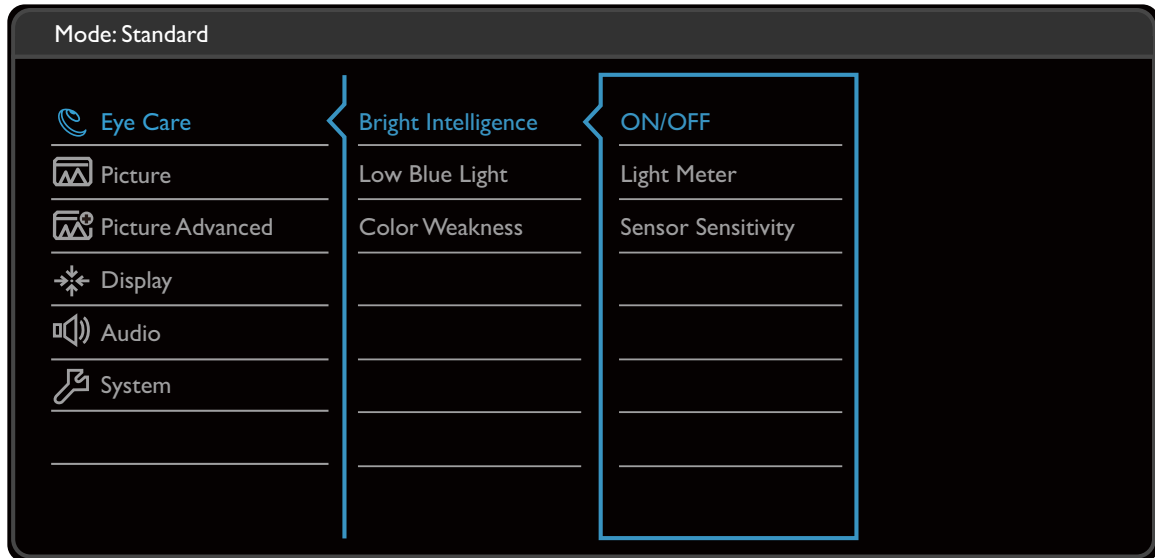 Mode: Standard
Eye Care
Bright Intelligence
ON/OFF
Picture
Low Blue Light
Light Meter
Picture Advanced
Color Weakness
Sensor Sensitivity
Display
Audio
System